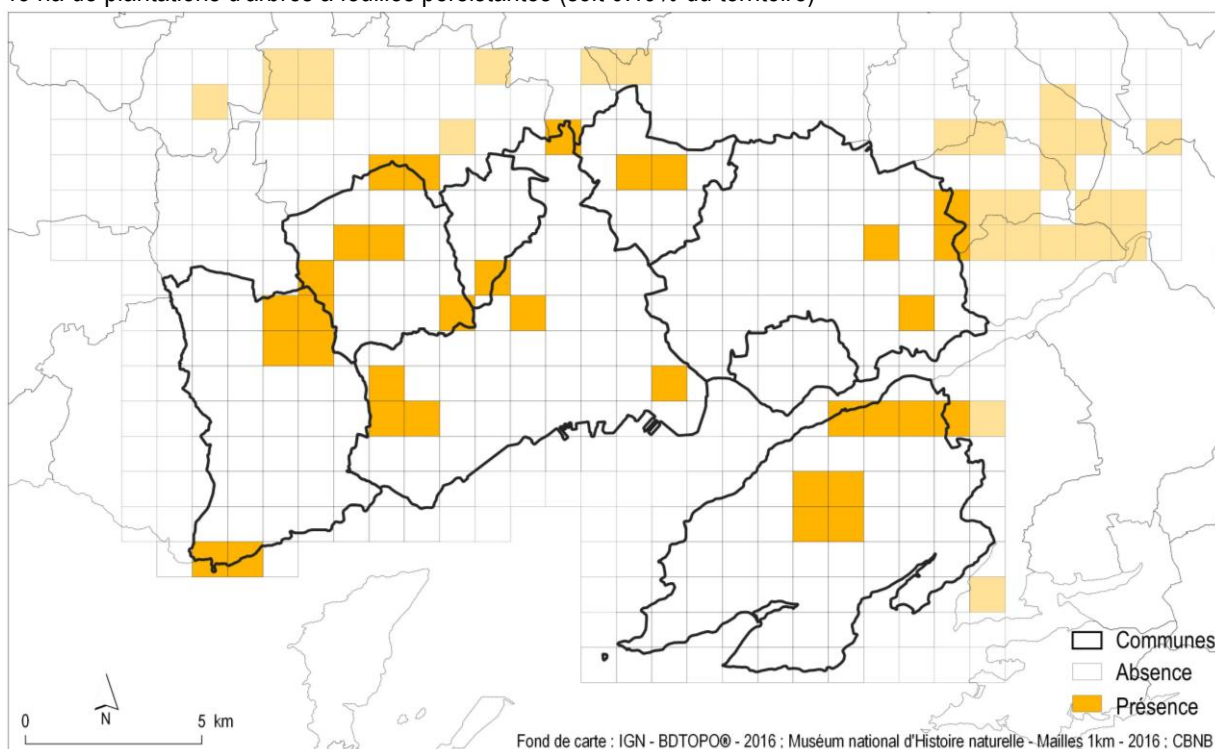 Communes
Absence
Présence
N
0 5 km
Fond de carte : IGN - BDTOPO® - 2016 ; Muséum national d'Histoire naturelle - Mailles 1km - 2016 ; CBNB